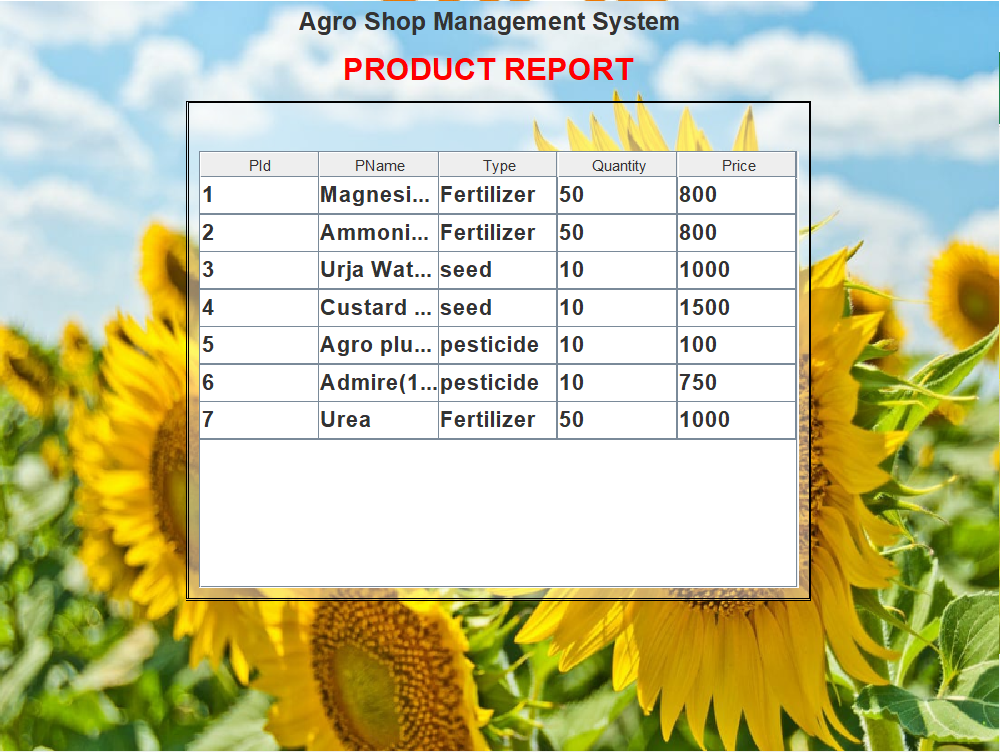 Agro Shop Management System
PRODUCT REPORT
PId PName Type Quantity Price
1 Magnesi... Fertilizer 50 800
2 Ammoni... Fertilizer 50 800
3 Urja Wat... seed 10 1000
4 Custard ... seed 10 1500
5 Agro plu... pesticide 10 100
6 Admire(1... pesticide 10 750
7 Urea Fertilizer 50 1000